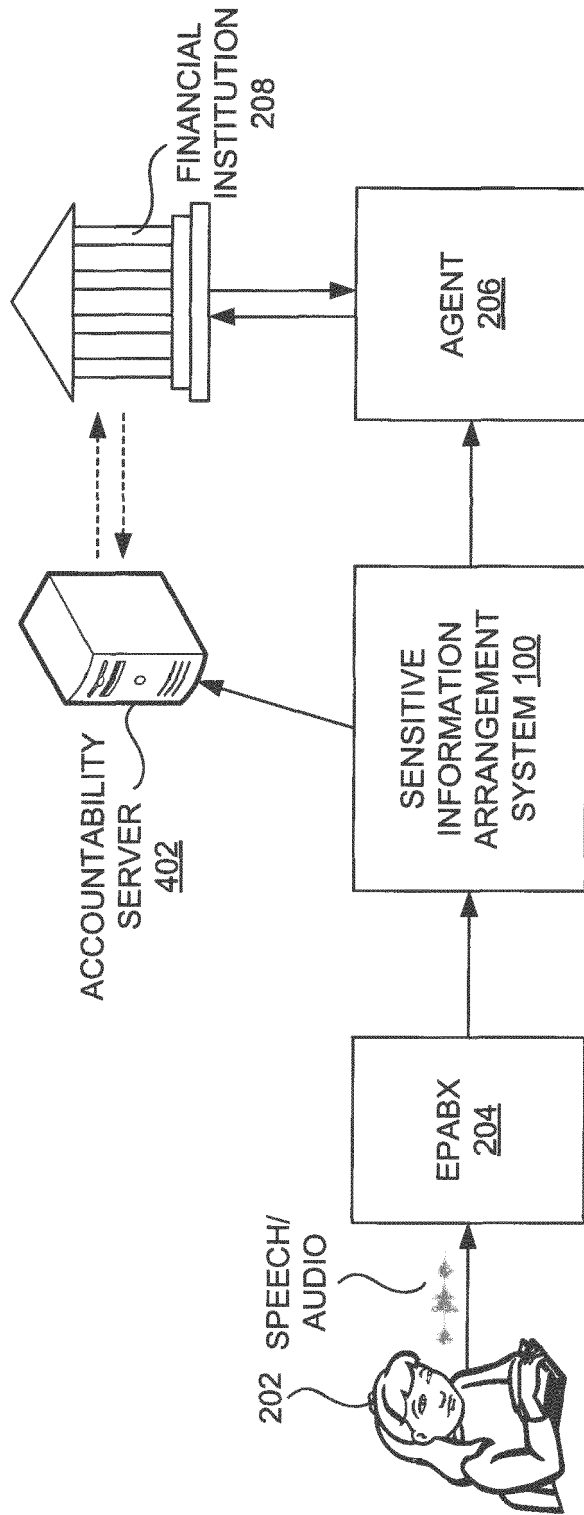 202
SPEECH/
AUDIO
EPABX
204
ACCOUNTABILITY
SERVER
402
SENSITIVE
INFORMATION
ARRANGEMENT
SYSTEM 100
FINANCIAL
INSTITUTION
208
AGENT
206